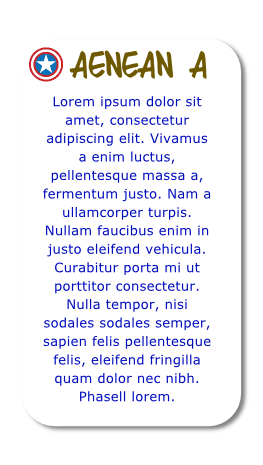 AENEAN A
Lorem ipsum dolor sit
amet, consectetur
adipiscing elit. Vivamus
a enim luctus,
pellentesque massa a,
fermentum justo. Nam a
ullamcorper turpis.
Nullam faucibus enim in
justo eleifend vehicula.
Curabitur porta mi ut
porttitor consectetur.
Nulla tempor, nisi
sodales sodales semper,
sapien felis pellentesque
felis, eleifend fringilla
quam dolor nec nibh.
Phasell lorem.